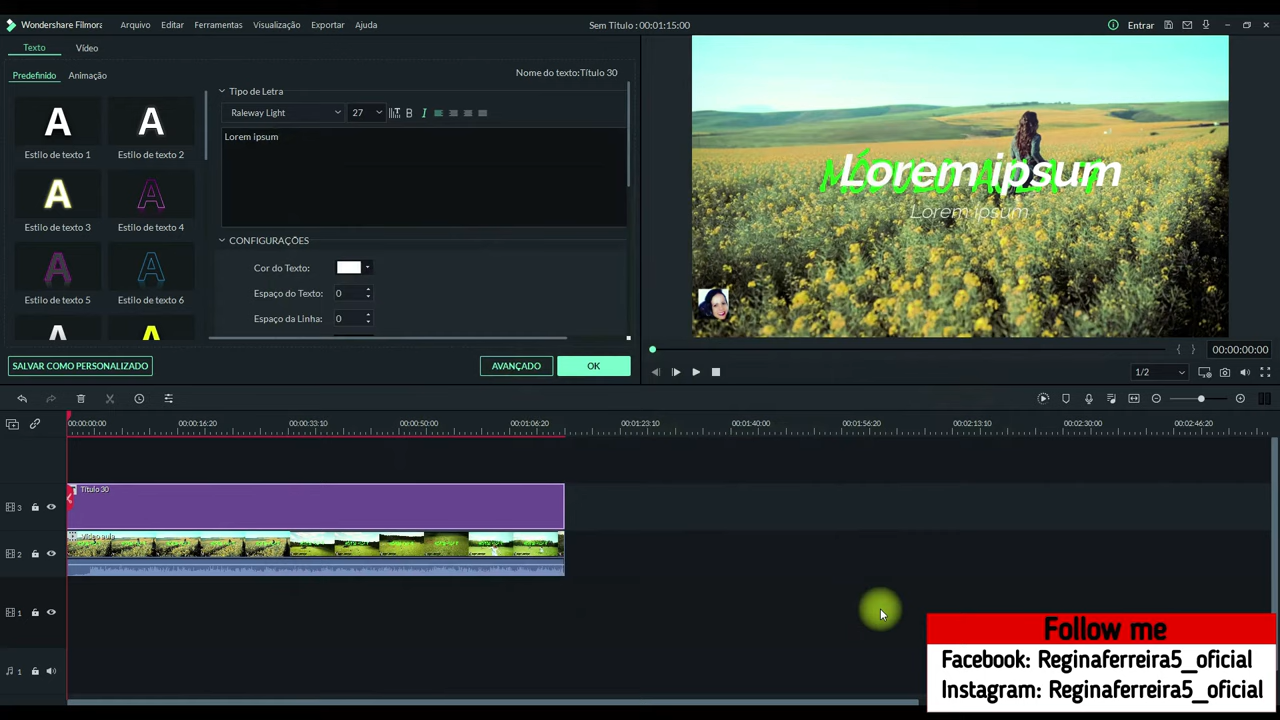 Wondershare Filmora
Arquivo Editar Ferramentas Visualização Exportar Ajuda
Sem Título : 00:01:15:00
Entrar
Texto Vídeo
Predefinido Animação
Nome do texto:Título 30
Tipo de Letra
Raleway Light 27
B I
Lorem ipsum
A A
Estilo de texto 1 Estilo de texto 2
A A
Estilo de texto 3 Estilo de texto 4
A A
Estilo de texto 5 Estilo de texto 6
CONFIGURAÇÕES
Cor do Texto:
Espaço do Texto: 0
Espaço da Linha: 0
SALVAR COMO PERSONALIZADO
AVANÇADO OK
Lorem ipsum
Lorem ipsum
00:00:00:00
1/2
00:00:00:00 00:00:16:20 00:00:33:10 00:00:50:00 00:01:06:20 00:01:23:10 00:01:40:00 00:01:56:20 00:02:13:10 00:02:30:00 00:02:46:20
3 Título 30
2
1
1
Follow me
Facebook: Reginaferreira5_oficial
Instagram: Reginaferreira5_oficial